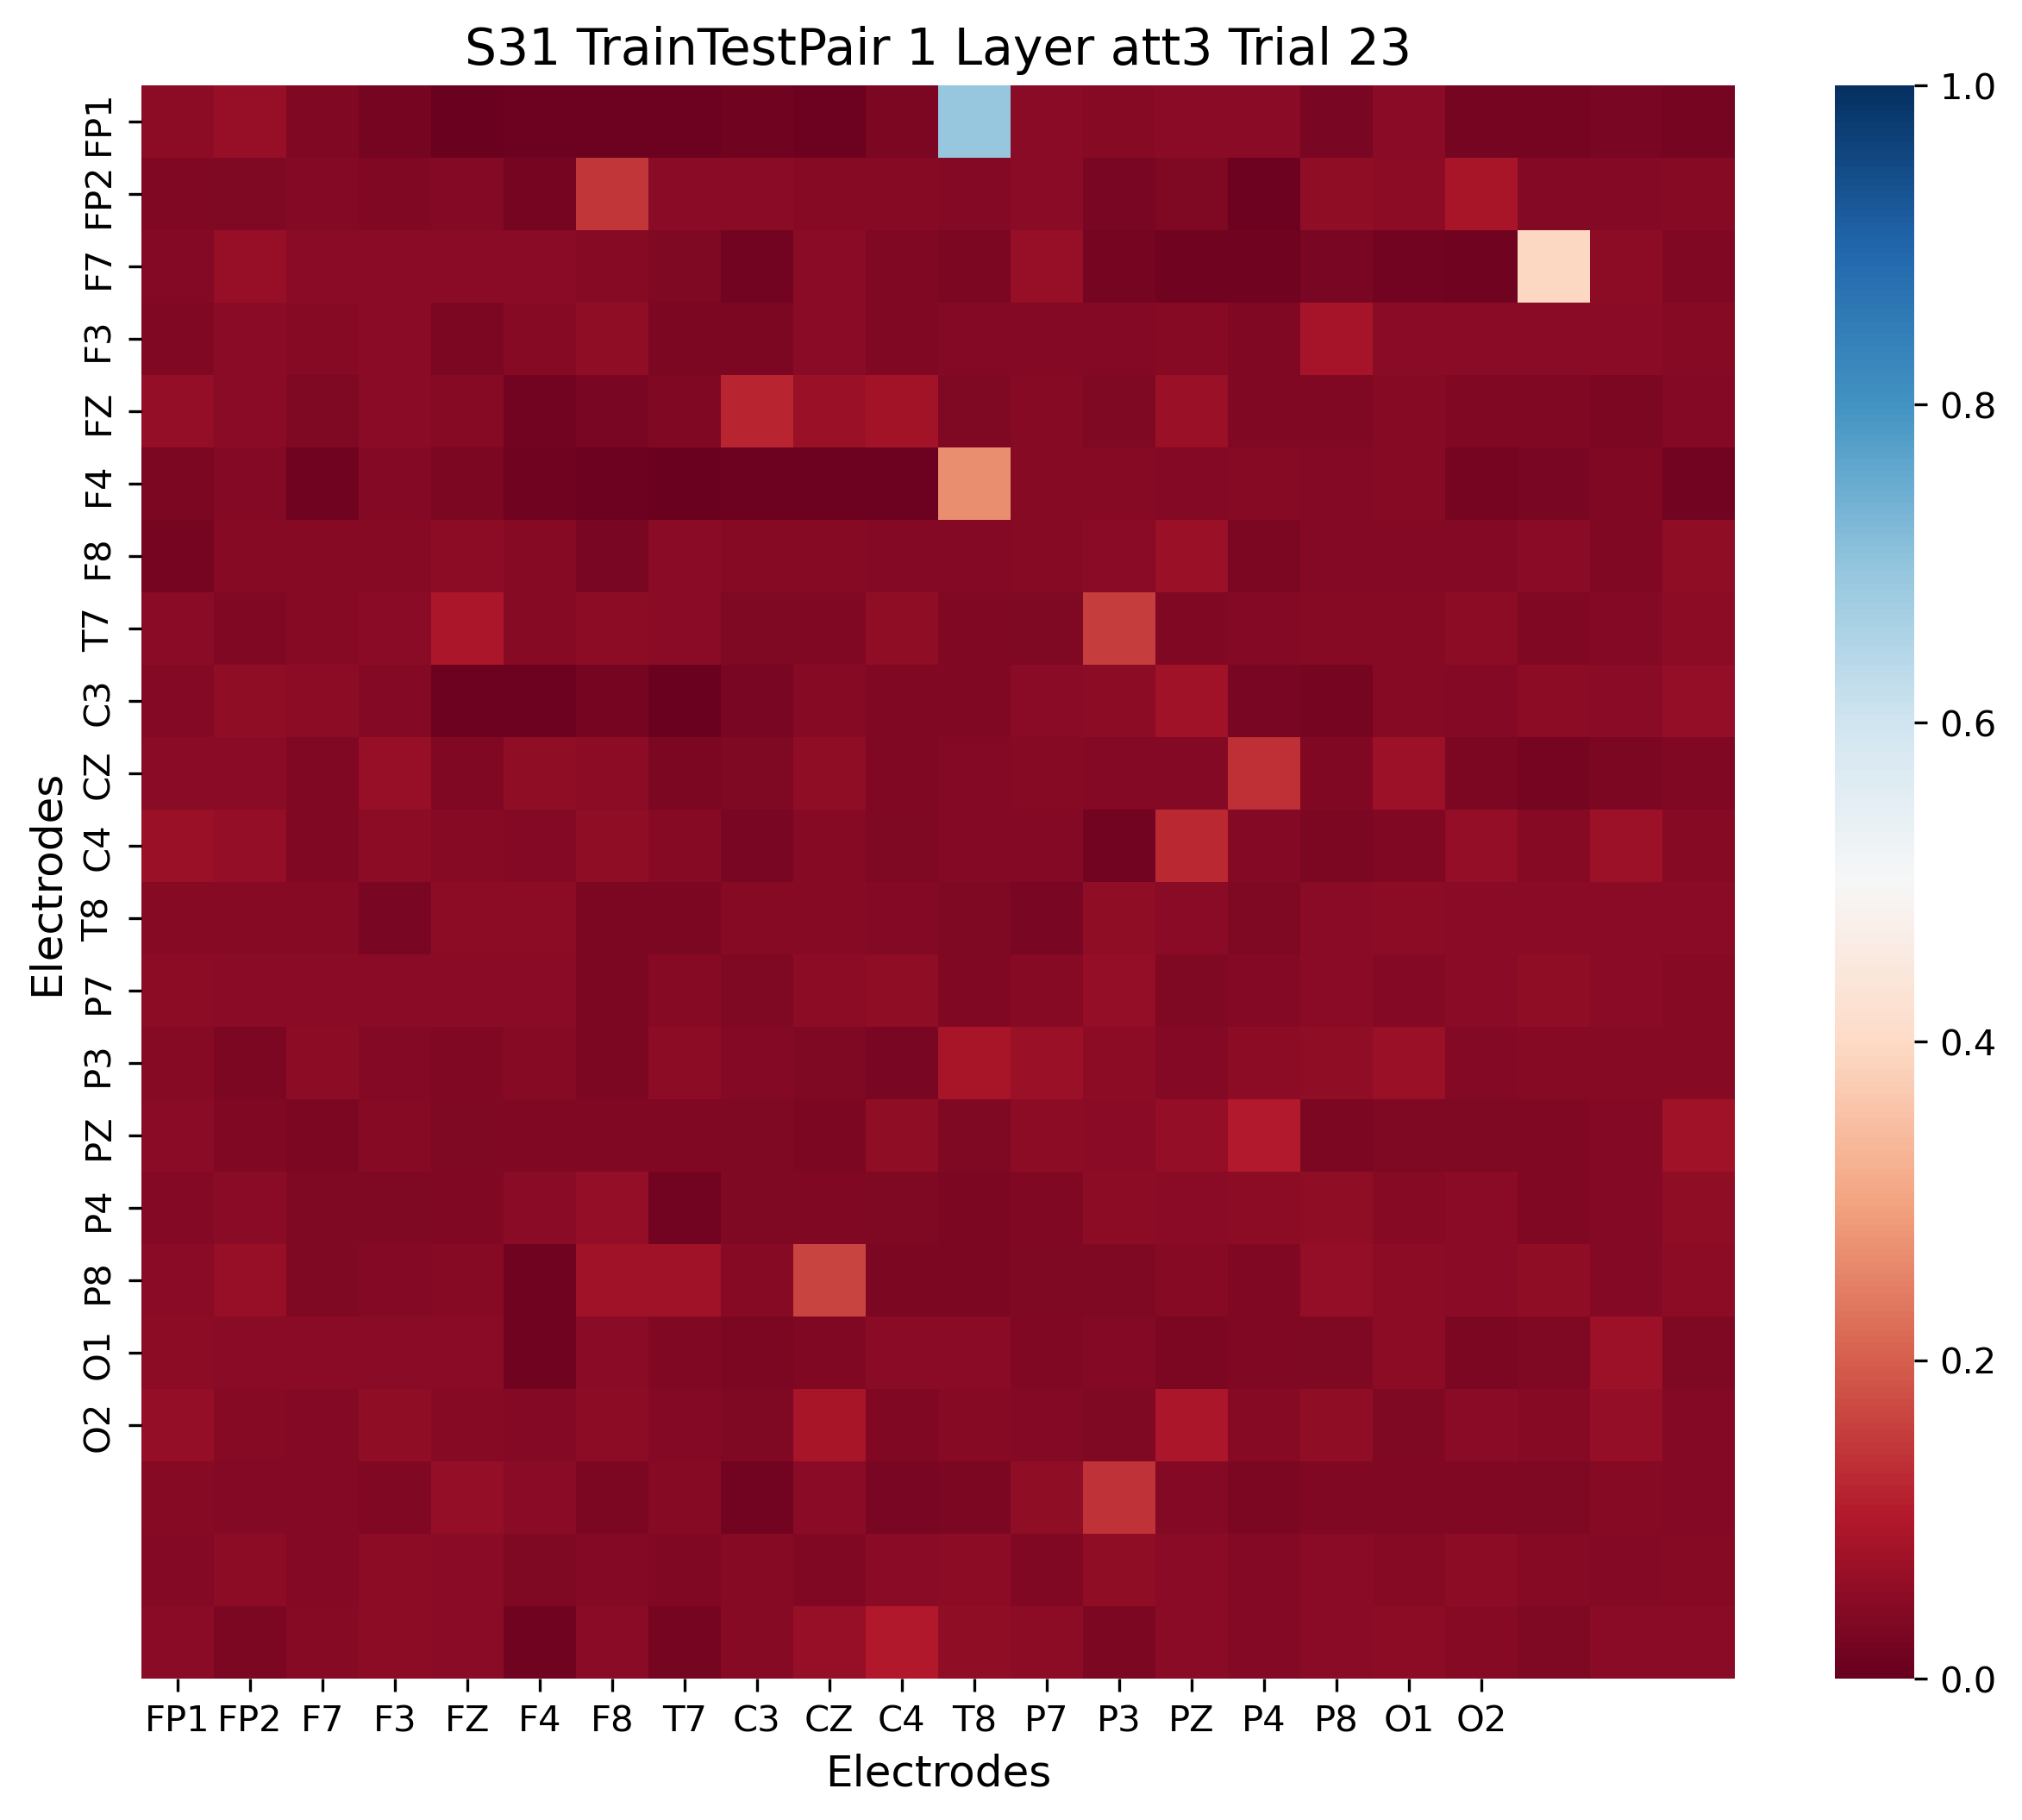 S31 TrainTestPair 1 Layer att3 Trial 23
Electrodes
FP1
FP2
F7
F3
FZ
F4
F8
T7
C3
CZ
C4
T8
P7
P3
PZ
P4
P8
O1
O2
FP1 FP2 F7 F3 FZ F4 F8 T7 C3 CZ C4 T8 P7 P3 PZ P4 P8 O1 O2
Electrodes
1.0
0.8
0.6
0.4
0.2
0.0